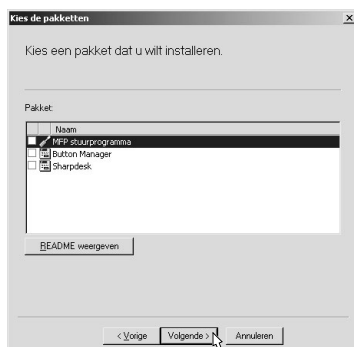 Kies de pakketten
Kies een pakket dat u wilt installeren.
Pakket:
Naam
MFP stuurprogramma
Button Manager
Sharpdesk
README weergeven
< Vorige
Volgende >
Annuleren